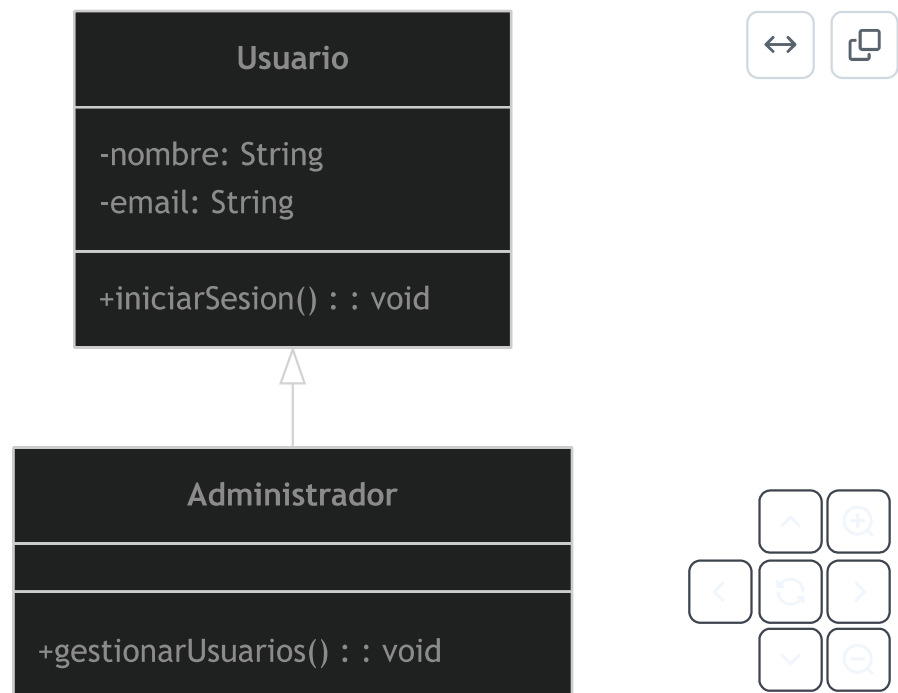 Usuario
-nombre: String
-email: String
+iniciarSesion() : : void
Administrador
+gestionarUsuarios() : : void